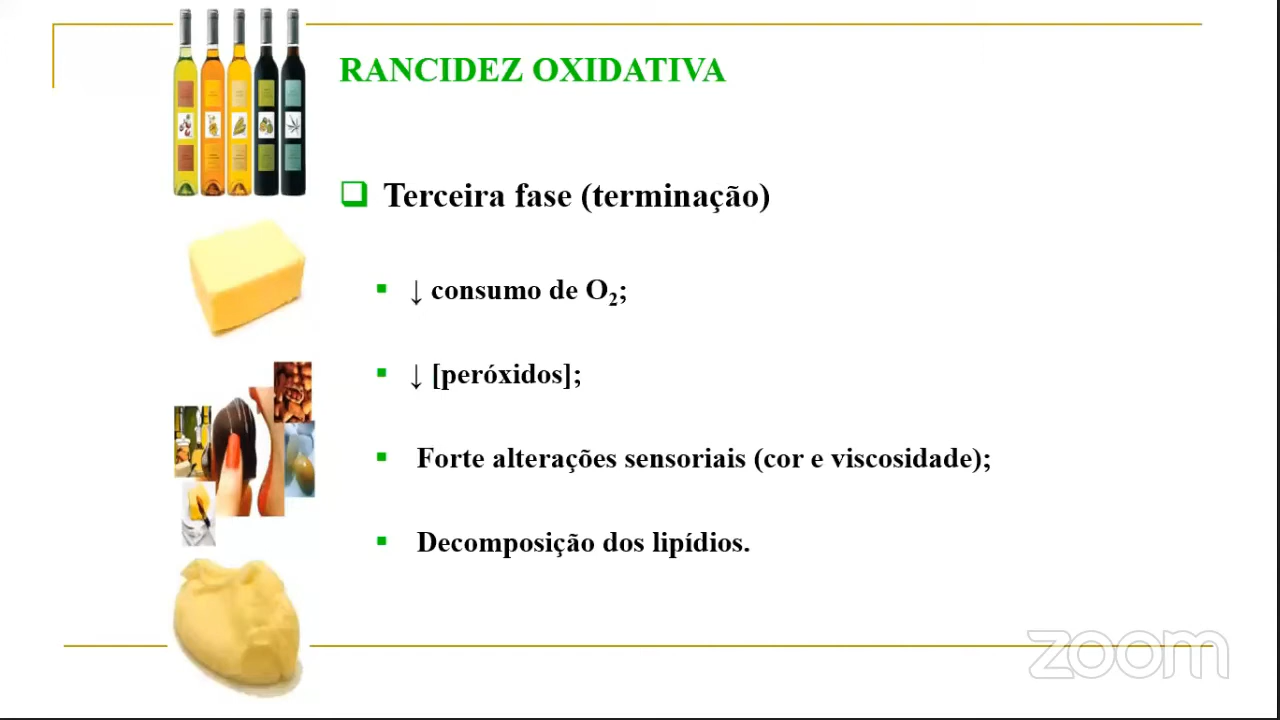 RANCIDEZ OXIDATIVA
Terceira fase (terminação)
↓ consumo de O₂;
↓ [peróxidos];
Forte alterações sensoriais (cor e viscosidade);
Decomposição dos lipídios.
zoom